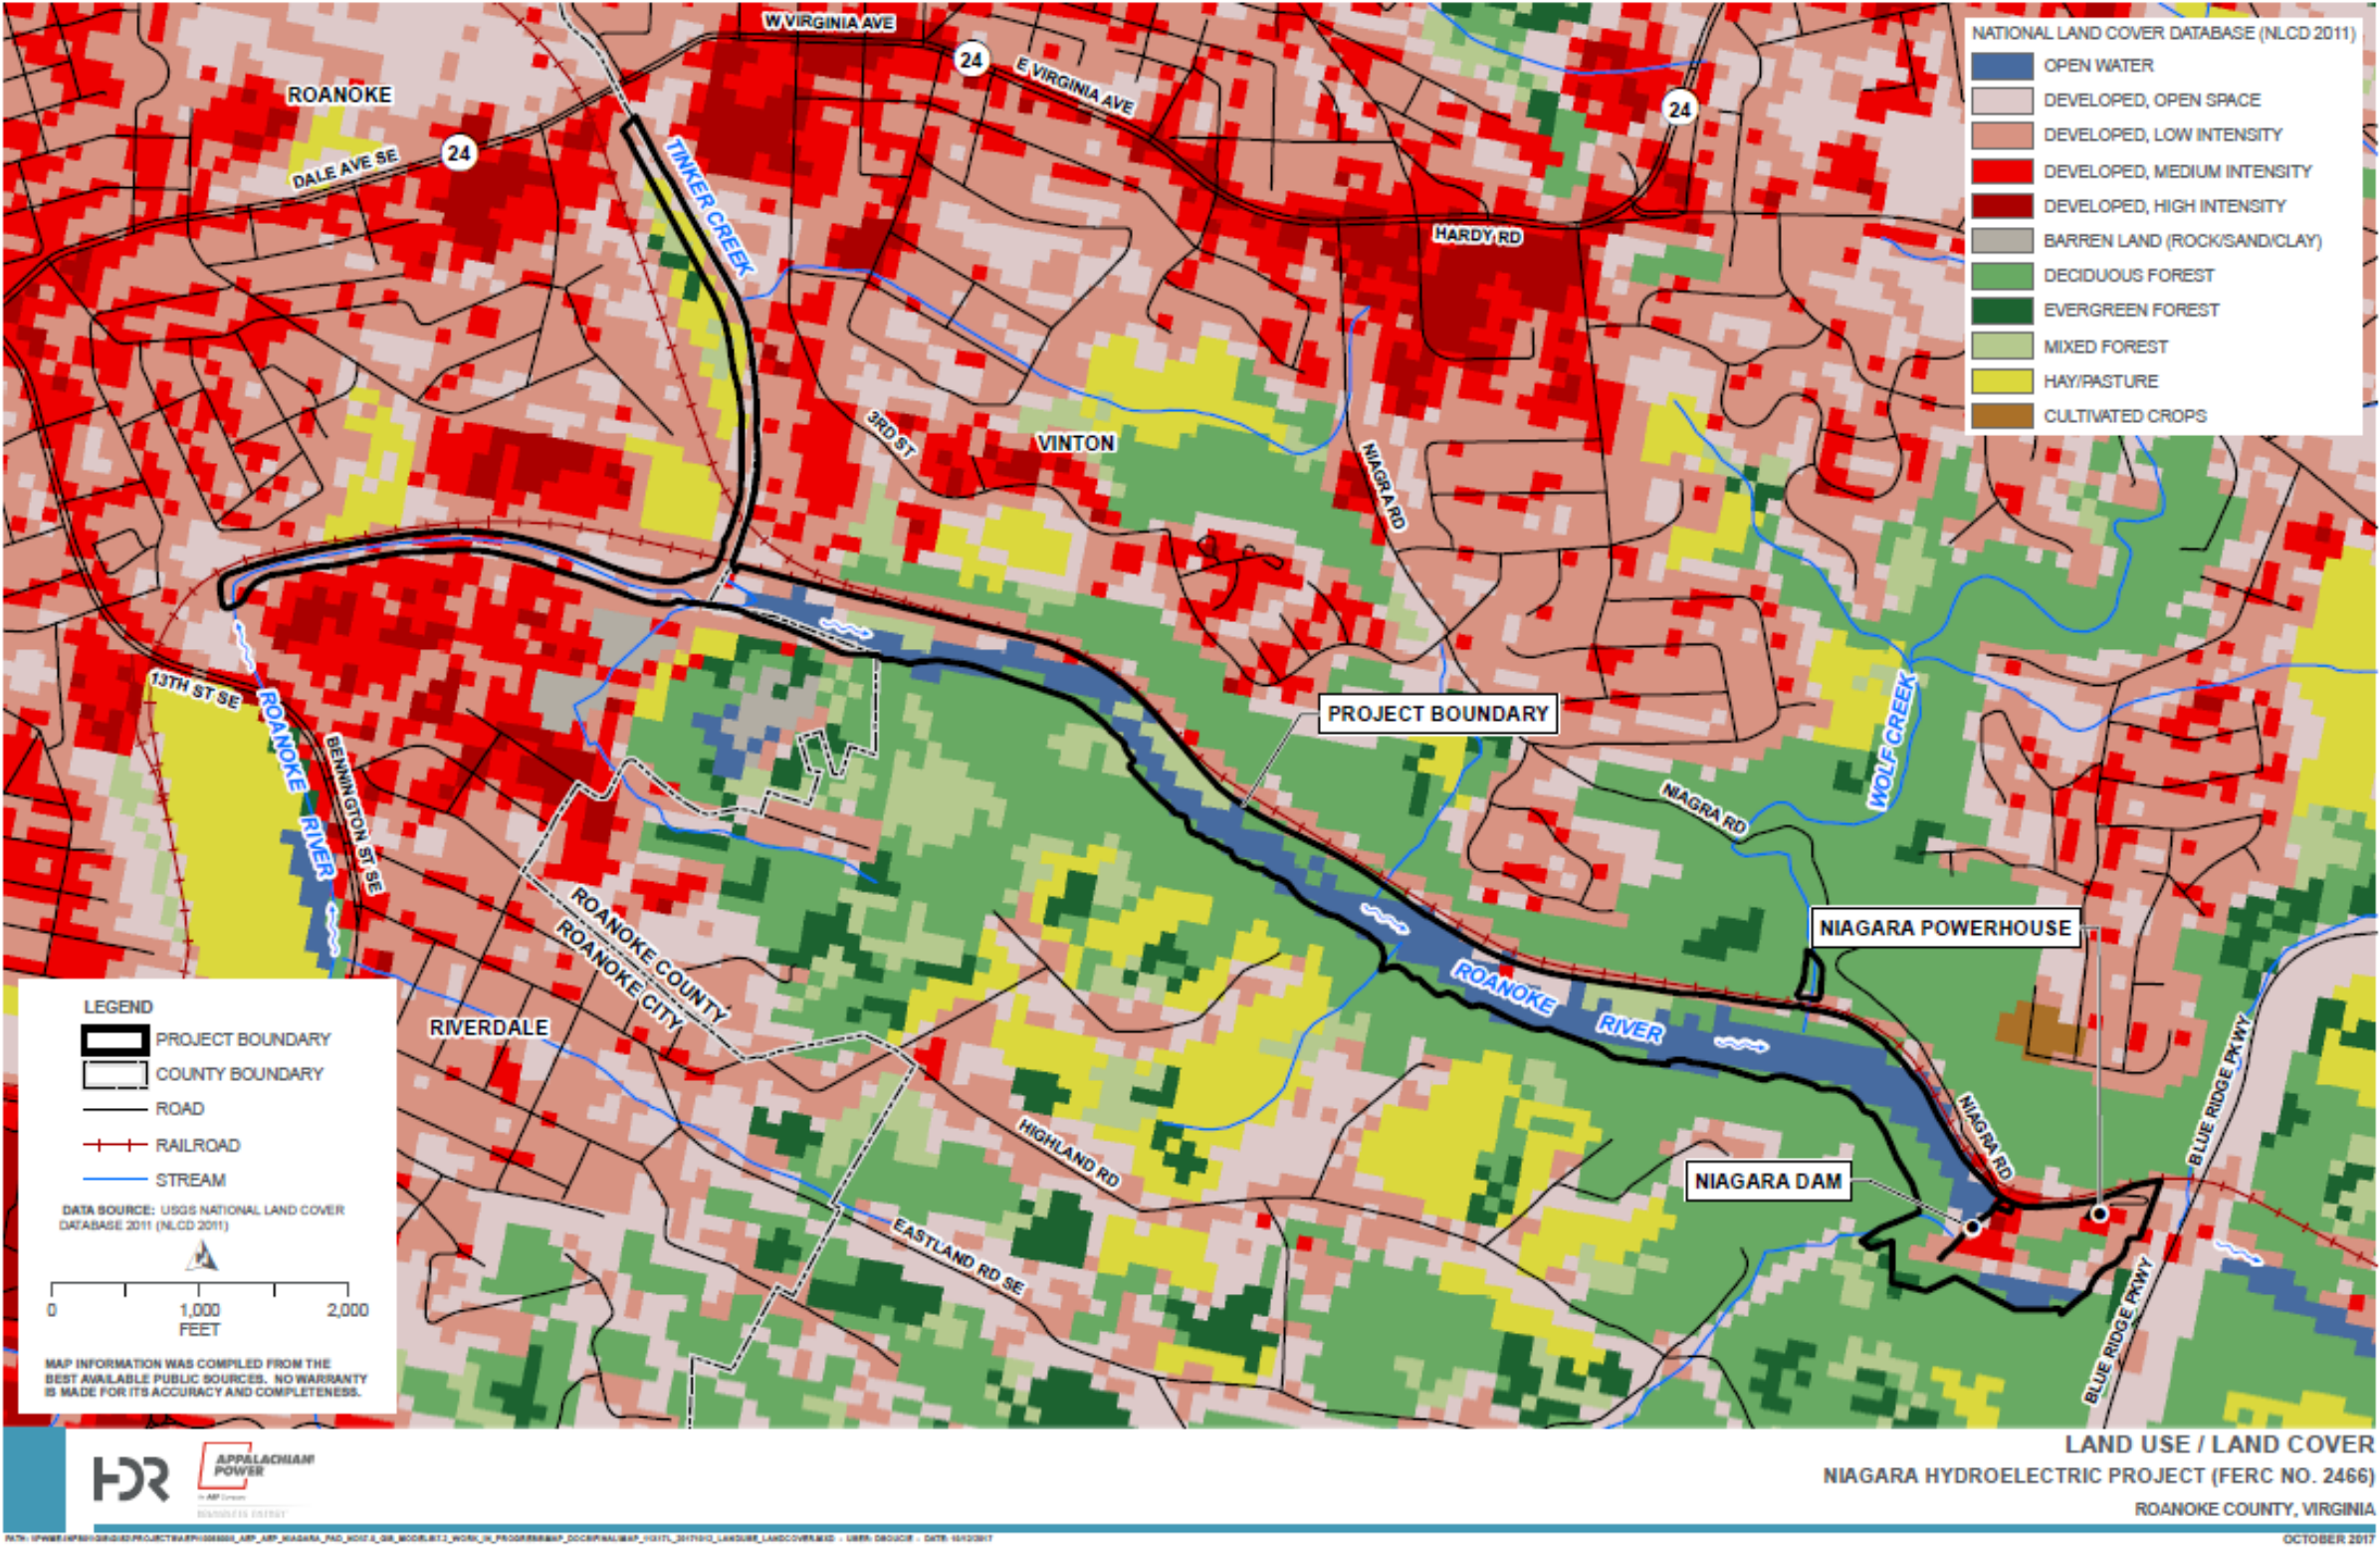 W VIRGINIA AVE
24
E VIRGINIA AVE
24
ROANOKE
24
DALE AVE SE
TINKER CREEK
HARDY RD
NATIONAL LAND COVER DATABASE (NLCD 2011)
OPEN WATER
DEVELOPED, OPEN SPACE
DEVELOPED, LOW INTENSITY
DEVELOPED, MEDIUM INTENSITY
DEVELOPED, HIGH INTENSITY
BARREN LAND (ROCK/SAND/CLAY)
DECIDUOUS FOREST
EVERGREEN FOREST
MIXED FOREST
HAY/PASTURE
CULTIVATED CROPS
3RD ST
VINTON
NIAGRA RD
13TH ST SE
ROANOKE RIVER
BENNINGTON ST SE
PROJECT BOUNDARY
NIAGRA RD
WOLF CREEK
NIAGARA POWERHOUSE
ROANOKE COUNTY
ROANOKE CITY
ROANOKE RIVER
RIVERDALE
NIAGRA RD
BLUE RIDGE PKWY
HIGHLAND RD
NIAGARA DAM
EASTLAND RD SE
BLUE RIDGE PKWY
LEGEND
PROJECT BOUNDARY
COUNTY BOUNDARY
ROAD
RAILROAD
STREAM
DATA SOURCE: USGS NATIONAL LAND COVER
DATABASE 2011 (NLCD 2011)
0 1,000 2,000
FEET
MAP INFORMATION WAS COMPILED FROM THE
BEST AVAILABLE PUBLIC SOURCES. NO WARRANTY
IS MADE FOR ITS ACCURACY AND COMPLETENESS.
HDR
APPALACHIAN
POWER
LAND USE / LAND COVER
NIAGARA HYDROELECTRIC PROJECT (FERC NO. 2466)
ROANOKE COUNTY, VIRGINIA
OCTOBER 2017